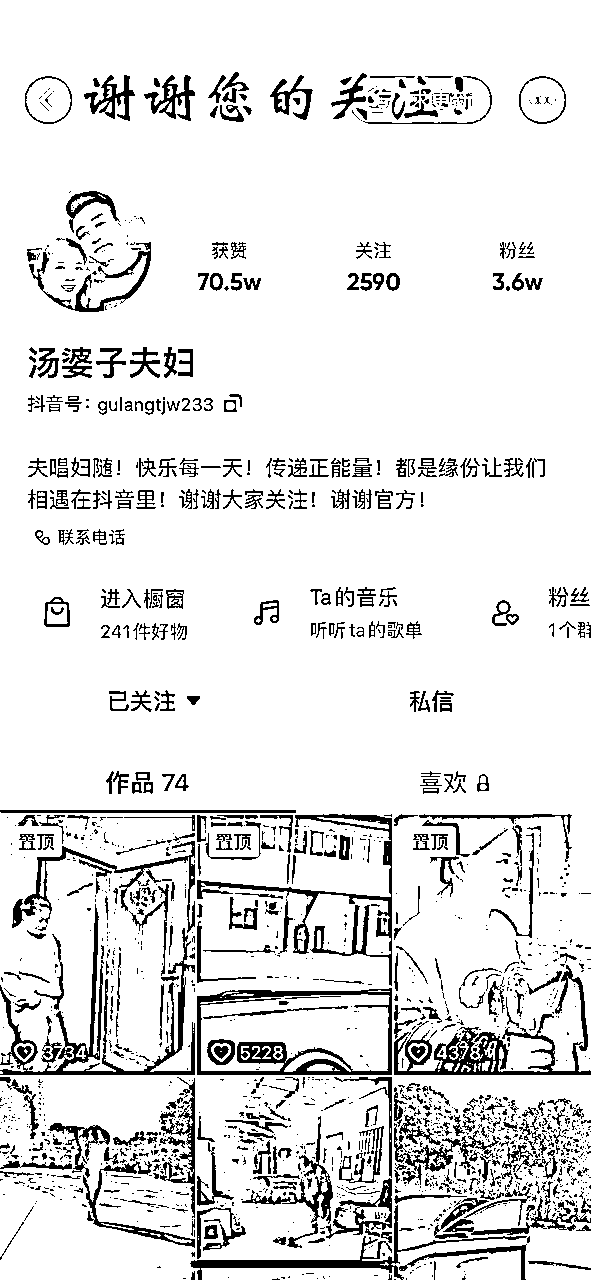 谢谢您的关注!
求更新
获赞
关注
粉丝
70.5w
2590
3.6w
汤婆子夫妇
抖音号: gulangtjw233
夫唱妇随!快乐每一天!传递正能量!都是缘份让我们
相遇在抖音里!谢谢大家关注!谢谢官方!
联系电话
进入橱窗
Ta的音乐
粉丝
241件好物
听听ta的歌单
1个群
已关注
私信
作品 74
喜欢
置顶
置顶
置顶
3734
5228
4378